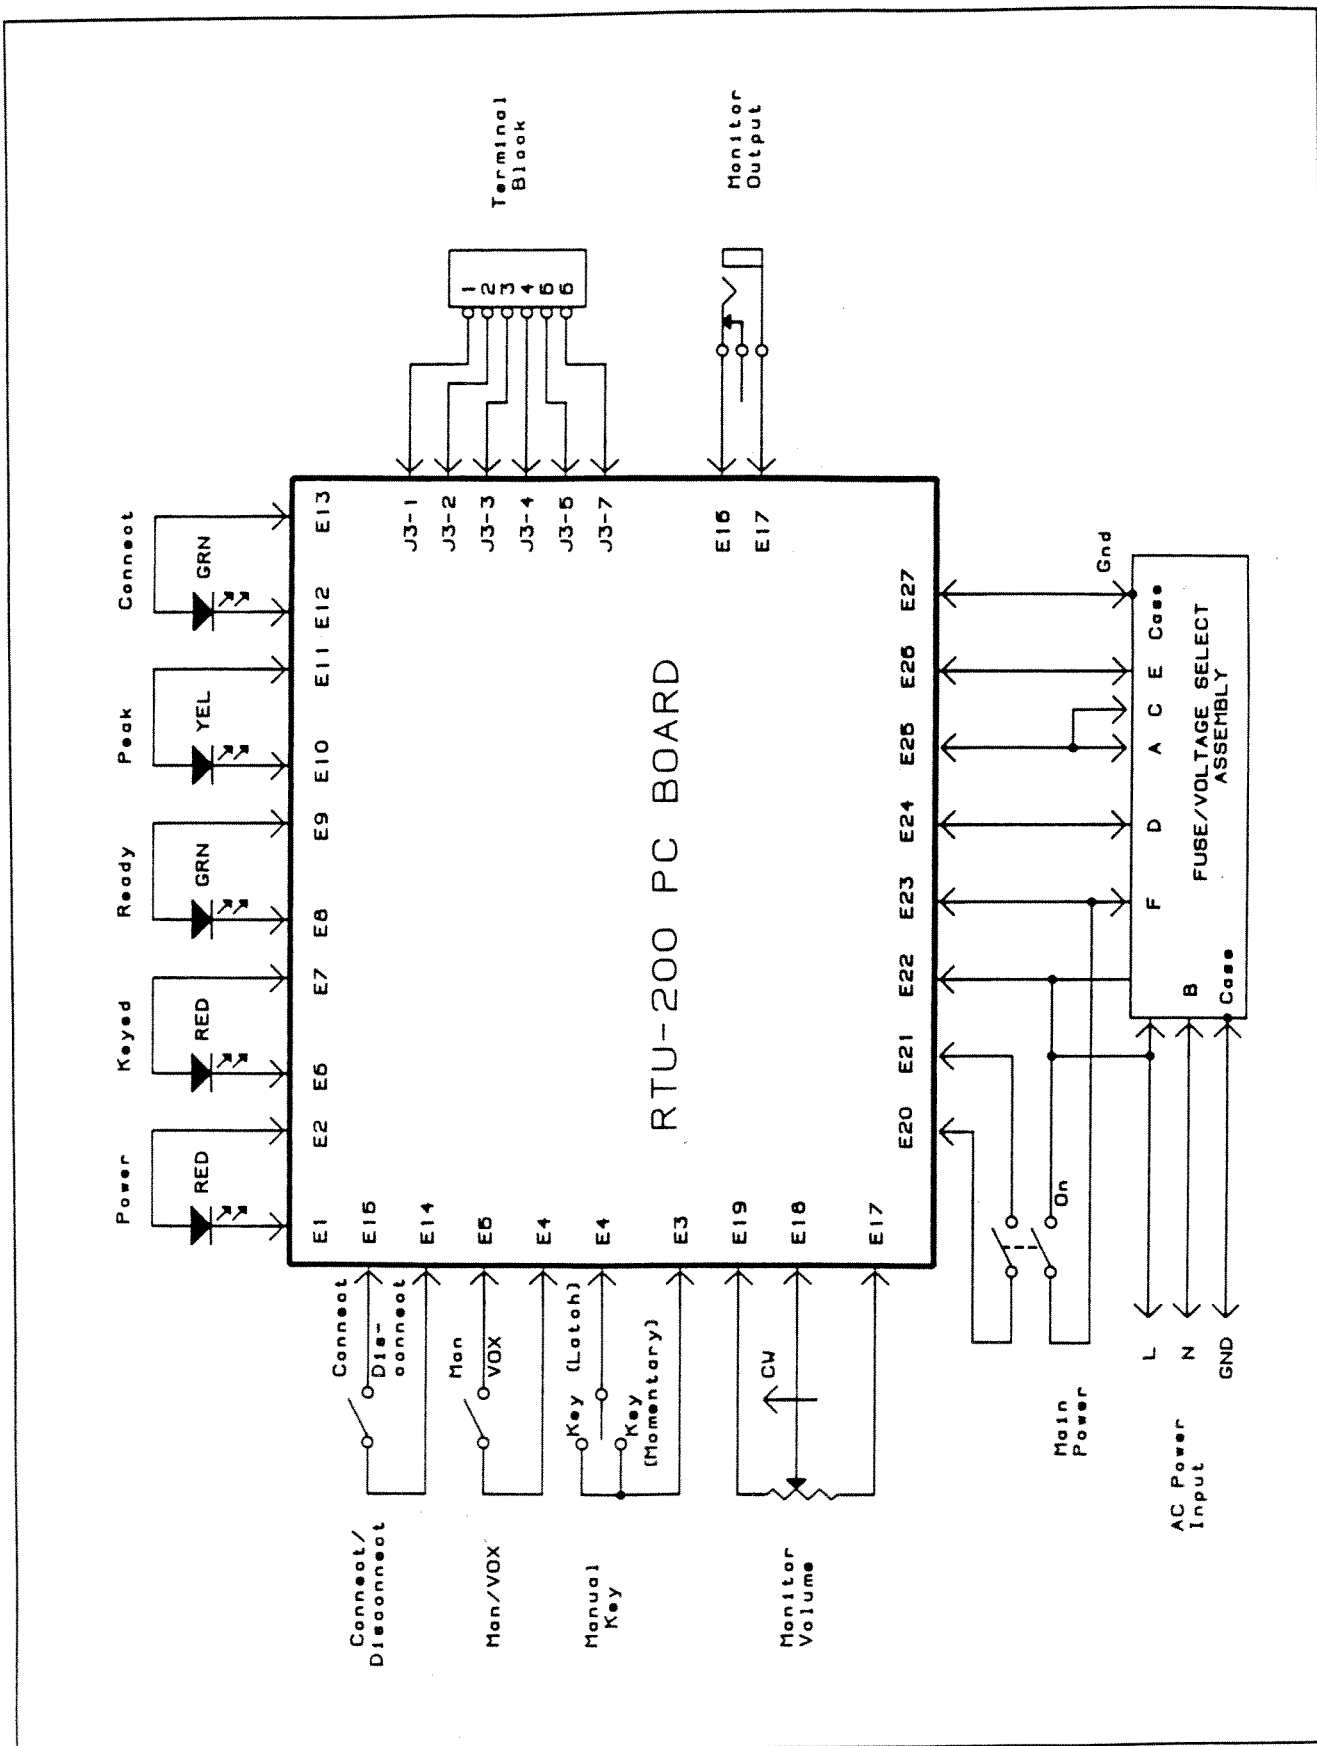 Connect/
Disconnect
Connect
Dis-
connect
Man/VOX
Man
VOX
Manual
Key
Key (Latch)
Key
(Momentary)
Monitor
Volume
CW
Main
Power
On
AC Power
Input
L
N
GND
Power
RED
Keyed
RED
Ready
GRN
Peak
YEL
Connect
GRN
E1
E2
E6
E7
E8
E9
E10
E11
E12
E13
E15
E14
E5
E4
E4
E3
E19
E18
E17
RTU-200 PC BOARD
J3-1
J3-2
J3-3
J3-4
J3-5
J3-7
E16
E17
E20
E21
E22
E23
E24
E25
E26
E27
Terminal
Block
1
2
3
4
5
6
Monitor
Output
Gnd
B
F
D
A
C
E
Case
Case
FUSE/VOLTAGE SELECT
ASSEMBLY